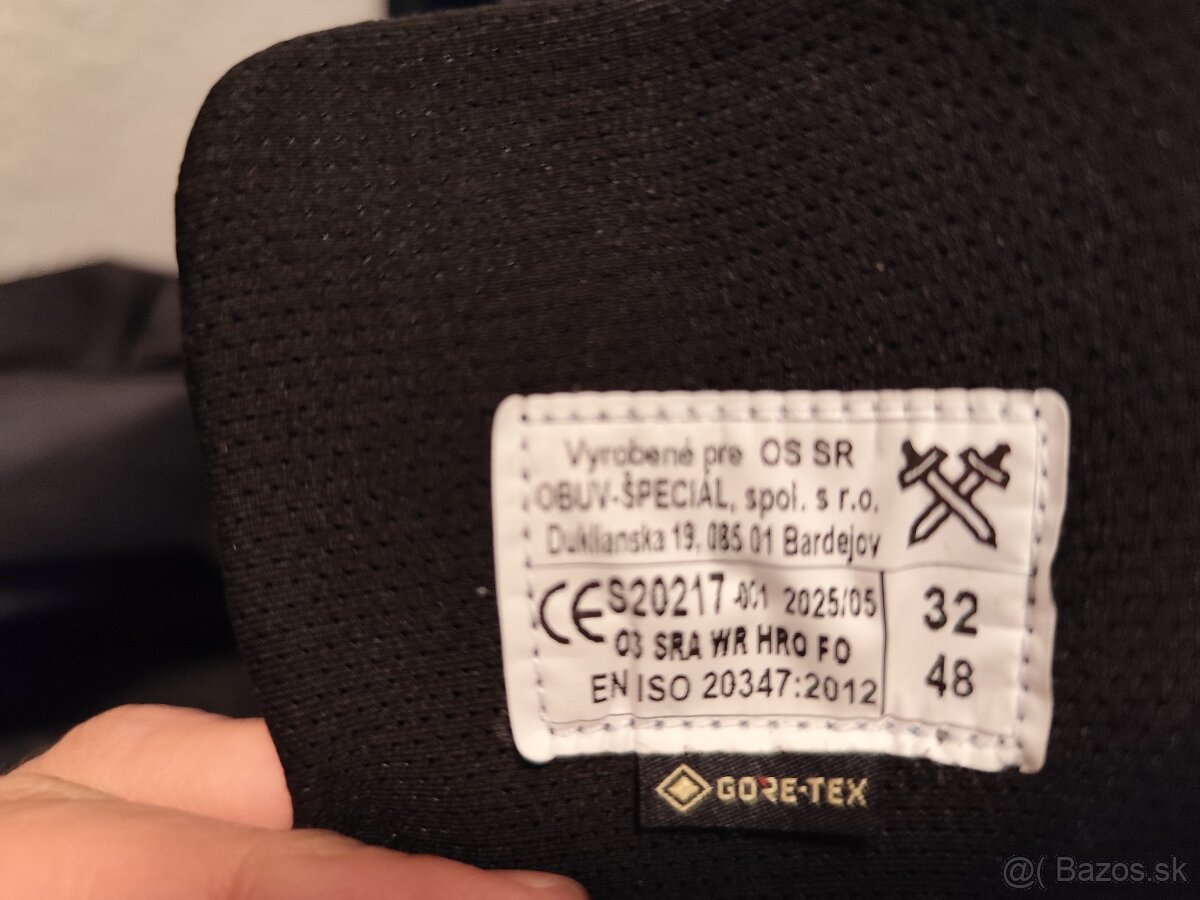 Vyrobené pre OS SR
OBUV-ŠPECIÁL, spol. s r.o.
Duklianska 19, 085 01 Bardejov
CE S20217 -001 2025/05
O3 SRA WR HRO FO
EN ISO 20347:2012
32
48
GORE-TEX
@( Bazos.sk